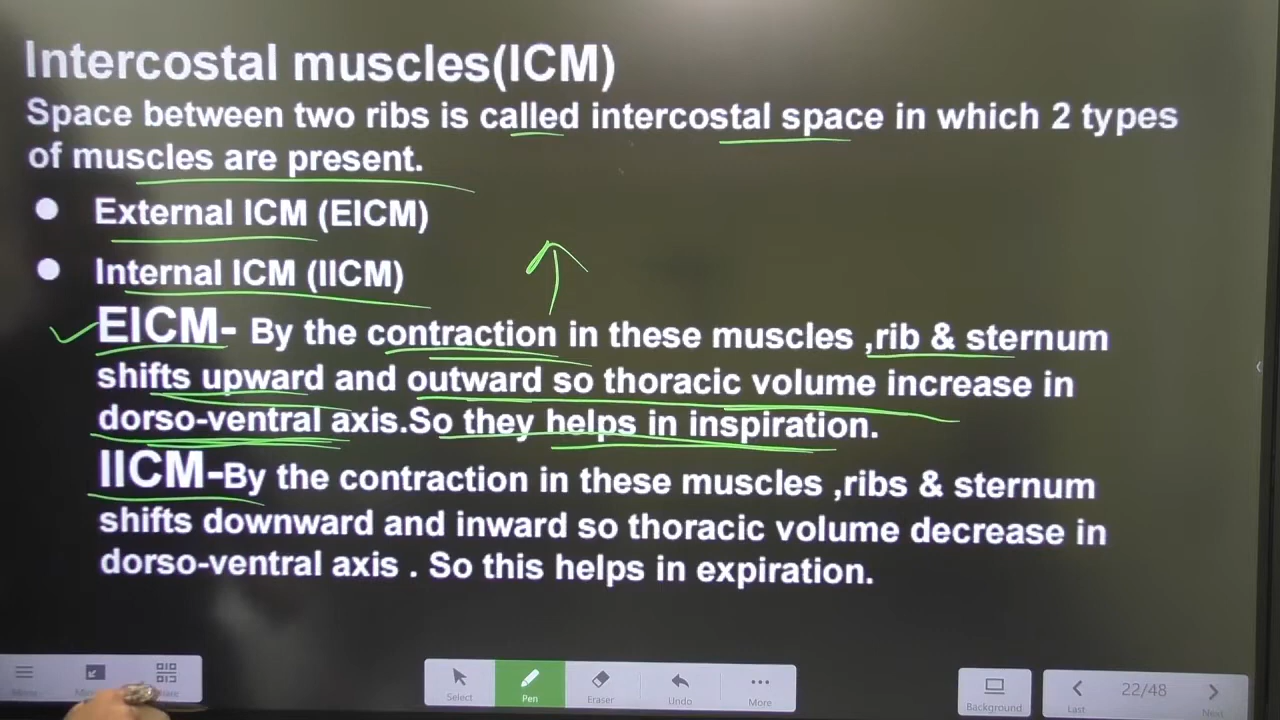 Intercostal muscles(ICM)
Space between two ribs is called intercostal space in which 2 types
of muscles are present.
● External ICM (EICM)
● Internal ICM (IICM)
EICM- By the contraction in these muscles ,rib & sternum
shifts upward and outward so thoracic volume increase in
dorso-ventral axis.So they helps in inspiration.
IICM-By the contraction in these muscles ,ribs & sternum
shifts downward and inward so thoracic volume decrease in
dorso-ventral axis . So this helps in expiration.
Select Pen Eraser Undo More Background Last 22/48 Next